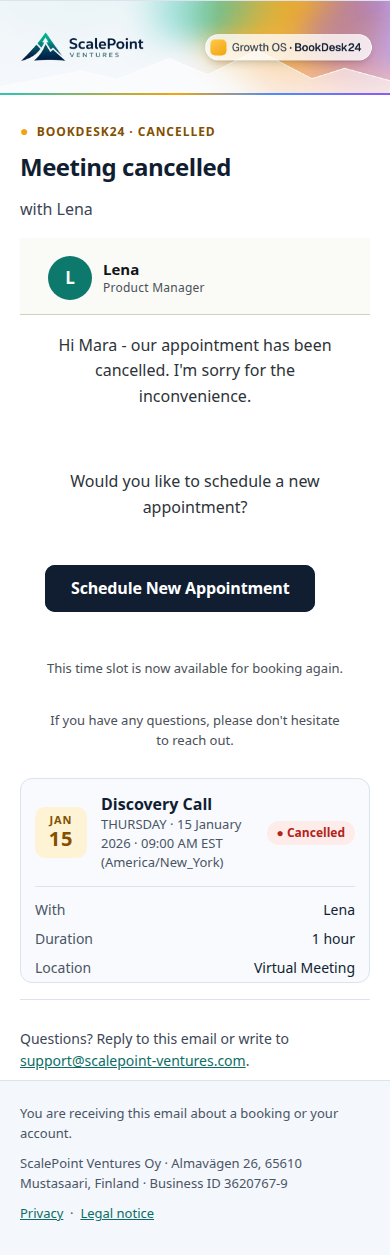 ScalePoint
VENTURES
Growth OS · BookDesk24
BOOKDESK24 · CANCELLED
Meeting cancelled
with Lena
L
Lena
Product Manager
Hi Mara - our appointment has been
cancelled. I'm sorry for the
inconvenience.
Would you like to schedule a new
appointment?
Schedule New Appointment
This time slot is now available for booking again.
If you have any questions, please don't hesitate
to reach out.
JAN
15
Discovery Call
THURSDAY · 15 January
2026 · 09:00 AM EST
(America/New_York)
● Cancelled
With Lena
Duration 1 hour
Location Virtual Meeting
Questions? Reply to this email or write to
support@scalepoint-ventures.com.
You are receiving this email about a booking or your
account.
ScalePoint Ventures Oy · Almavägen 26, 65610
Mustasaari, Finland · Business ID 3620767-9
Privacy · Legal notice